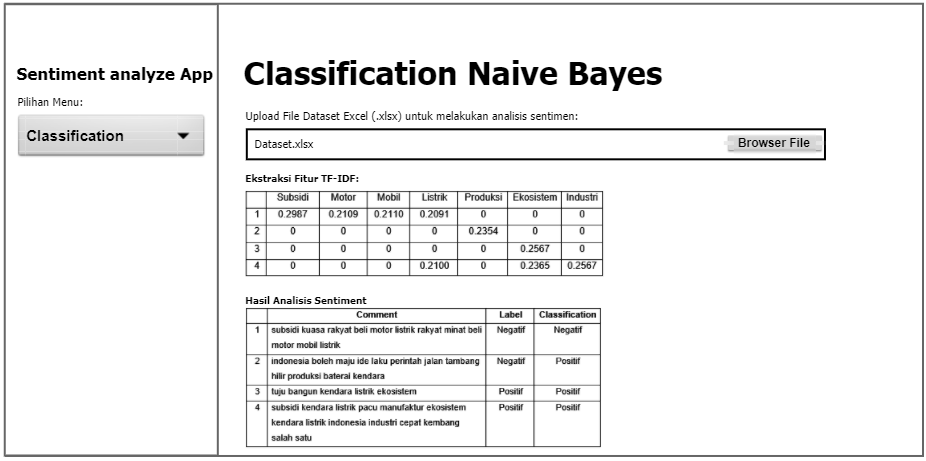 Sentiment analyze App
Pilihan Menu:
Classification
Classification Naive Bayes
Upload File Dataset Excel (.xlsx) untuk melakukan analisis sentimen:
Dataset.xlsx Browser File
Ekstraksi Fitur TF-IDF:
Subsidi Motor Mobil Listrik Produksi Ekosistem Industri
1 0.2987 0.2109 0.2110 0.2091 0 0 0
2 0 0 0 0 0.2354 0 0
3 0 0 0 0 0 0.2567 0
4 0 0 0 0.2100 0 0.2365 0.2567
Hasil Analisis Sentiment
Comment Label Classification
1 subsidi kuasa rakyat beli motor listrik rakyat minat beli Negatif Negatif
motor mobil listrik
2 indonesia boleh maju ide laku perintah jalan tambang Negatif Positif
hilir produksi baterai kendara
3 tuju bangun kendara listrik ekosistem Positif Positif
4 subsidi kendara listrik pacu manufaktur ekosistem Positif Positif
kendara listrik indonesia industri cepat kembang
salah satu